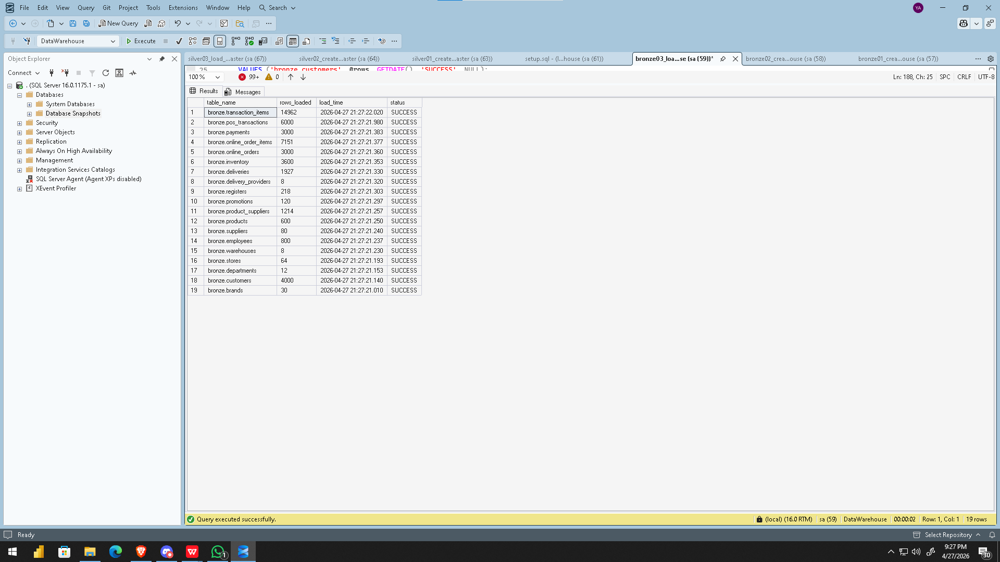 File Edit View Query Git Project Tools Extensions Window Help Search YA
New Query DAX
DataWarehouse Execute
Object Explorer
silver03_load_...aster (sa (67)) silver02_create...aster (sa (64)) silver01_create...aster (sa (63)) setup.sql - (l...house (sa (61)) bronze03_loa...se (sa (59))* bronze02_crea...ouse (sa (58)) bronze01_crea...ouse (sa (57))
Connect
25 VALUES ('bronze.customers', @rows, GETDATE(), 'SUCCESS', NULL);
100 % 99+ 0 Ln: 188, Ch: 25 SPC CRLF UTF-8
. (SQL Server 16.0.1175.1 - sa)
Databases
System Databases
Database Snapshots
Security
Server Objects
Replication
Always On High Availability
Management
Integration Services Catalogs
SQL Server Agent (Agent XPs disabled)
XEvent Profiler
Results Messages
table_name rows_loaded load_time status
1 bronze.transaction_items 14962 2026-04-27 21:27:22.020 SUCCESS
2 bronze.pos_transactions 6000 2026-04-27 21:27:21.980 SUCCESS
3 bronze.payments 3000 2026-04-27 21:27:21.383 SUCCESS
4 bronze.online_order_items 7151 2026-04-27 21:27:21.377 SUCCESS
5 bronze.online_orders 3000 2026-04-27 21:27:21.360 SUCCESS
6 bronze.inventory 3600 2026-04-27 21:27:21.353 SUCCESS
7 bronze.deliveries 1927 2026-04-27 21:27:21.330 SUCCESS
8 bronze.delivery_providers 8 2026-04-27 21:27:21.320 SUCCESS
9 bronze.registers 218 2026-04-27 21:27:21.303 SUCCESS
10 bronze.promotions 120 2026-04-27 21:27:21.297 SUCCESS
11 bronze.product_suppliers 1214 2026-04-27 21:27:21.257 SUCCESS
12 bronze.products 600 2026-04-27 21:27:21.250 SUCCESS
13 bronze.suppliers 80 2026-04-27 21:27:21.240 SUCCESS
14 bronze.employees 800 2026-04-27 21:27:21.237 SUCCESS
15 bronze.warehouses 8 2026-04-27 21:27:21.230 SUCCESS
16 bronze.stores 64 2026-04-27 21:27:21.193 SUCCESS
17 bronze.departments 12 2026-04-27 21:27:21.153 SUCCESS
18 bronze.customers 4000 2026-04-27 21:27:21.140 SUCCESS
19 bronze.brands 30 2026-04-27 21:27:21.010 SUCCESS
Query executed successfully. (local) (16.0 RTM) sa (59) DataWarehouse 00:00:02 Row: 1, Col: 1 19 rows
Ready Select Repository
W 1 9:27 PM
4/27/2026 30